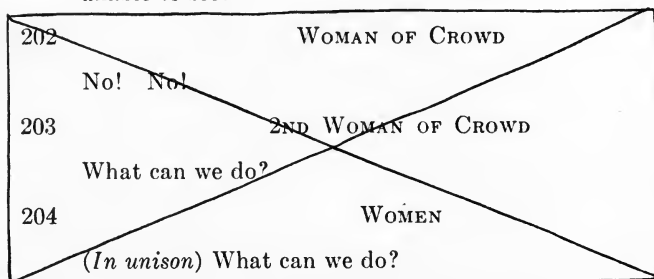 202 WOMAN OF CROWD
No! No!
203 2ND WOMAN OF CROWD
What can we do?
204 WOMEN
(In unison) What can we do?